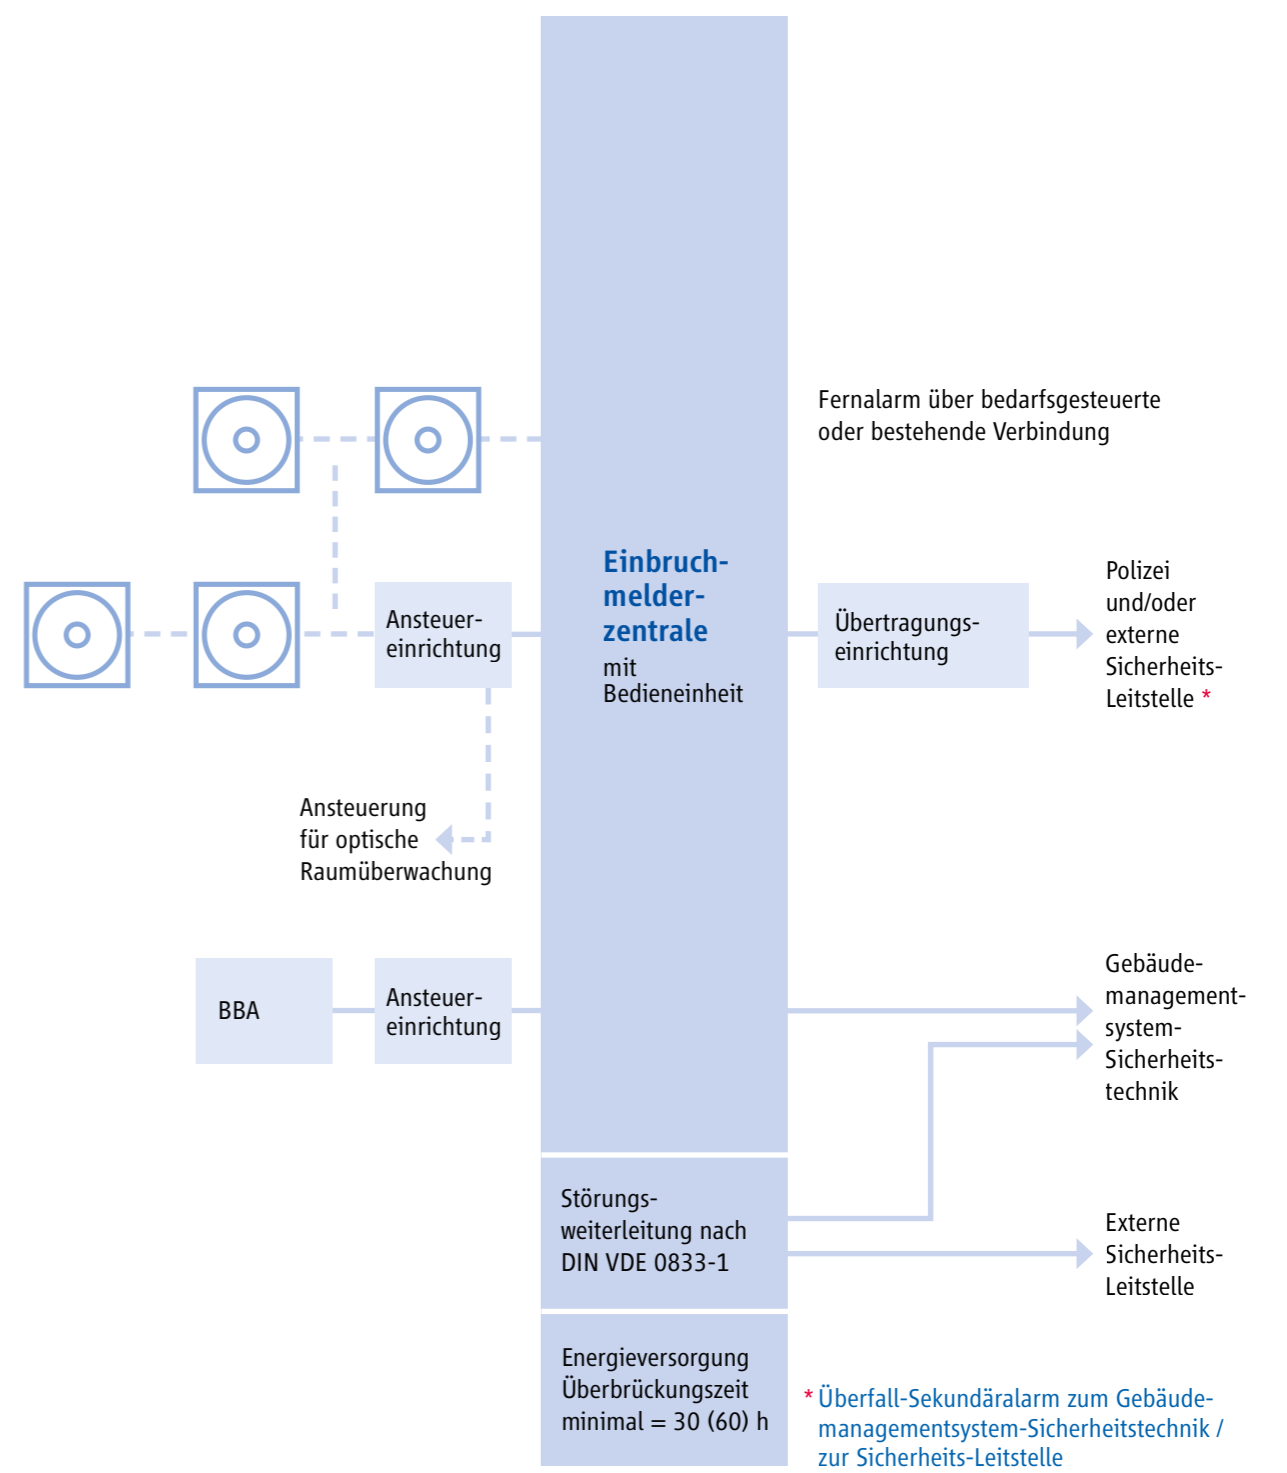 Fernalarm über bedarfsgesteuerte
oder bestehende Verbindung
Einbruch-
melder-
zentrale
mit
Bedieneinheit
Ansteuer-
einrichtung
Übertragungs-
einrichtung
Polizei
und/oder
externe
Sicherheits-
Leitstelle *
Ansteuerung
für optische
Raumüberwachung
BBA
Ansteuer-
einrichtung
Gebäude-
management-
system-
Sicherheits-
technik
Störungs-
weiterleitung nach
DIN VDE 0833-1
Externe
Sicherheits-
Leitstelle
Energieversorgung
Überbrückungszeit
minimal = 30 (60) h
* Überfall-Sekundäralarm zum Gebäude-
managementsystem-Sicherheitstechnik /
zur Sicherheits-Leitstelle